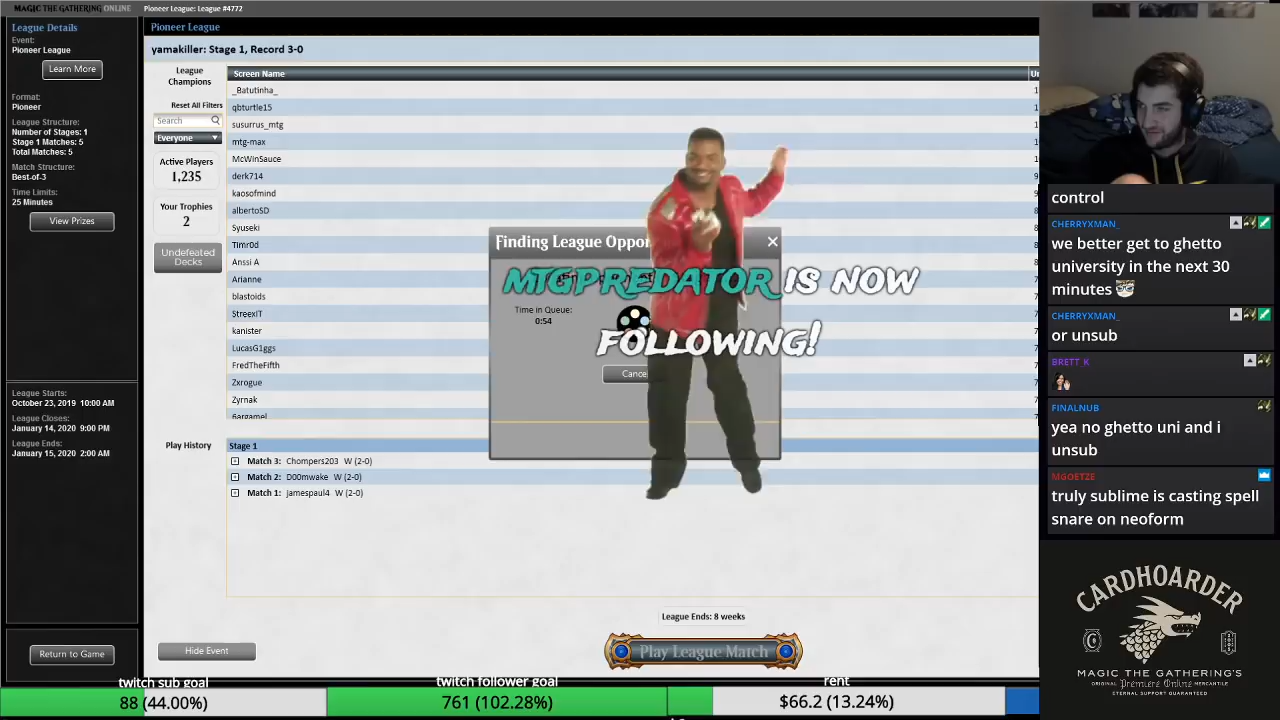 MAGIC THE GATHERING ONLINE
Pioneer League: League #4772
League Details
Event:
Pioneer League
Learn More
Format:
Pioneer
League Structure:
Number of Stages: 1
Stage 1 Matches: 5
Total Matches: 5
Match Structure:
Best-of-3
Time Limits:
25 Minutes
View Prizes
League Starts:
October 23, 2019 10:00 AM
League Closes:
January 14, 2020 9:00 PM
League Ends:
January 15, 2020 2:00 AM
Return to Game
Pioneer League
yamakiller: Stage 1, Record 3-0
League
Champions
Reset All Filters
Search
Everyone
Active Players
1,235
Your Trophies
2
Undefeated
Decks
Screen Name
_Batutinha_
qbturtle15
susurrus_mtg
mtg-max
McWinSauce
derk714
kaosofmind
albertoSD
Syuseki
Timr0d
Anssi A
Arianne
blastoids
StreexIT
kanister
LucasG1ggs
FredTheFifth
Zxrogue
Zyrnak
6argamel
Finding League Oppo
MTGPREDATOR IS NOW
FOLLOWING!
Time in Queue:
0:54
Cance
Play History
Stage 1
Match 3: Chompers203 W (2-0)
Match 2: D00mwake W (2-0)
Match 1: jamespaul4 W (2-0)
League Ends: 8 weeks
Hide Event
Play League Match
control
CHERRYXMAN_
we better get to ghetto
university in the next 30
minutes
CHERRYXMAN_
or unsub
BRETT_K
FINALNUB
yea no ghetto uni and i
unsub
MGOETZE
truly sublime is casting spell
snare on neoform
CARDHOARDER
MAGIC THE GATHERING'S
ORIGINAL Premiere Online MERCANTILE
ETERNAL SUPPORT GUARANTEED
twitch sub goal
88 (44.00%)
twitch follower goal
761 (102.28%)
rent
$66.2 (13.24%)